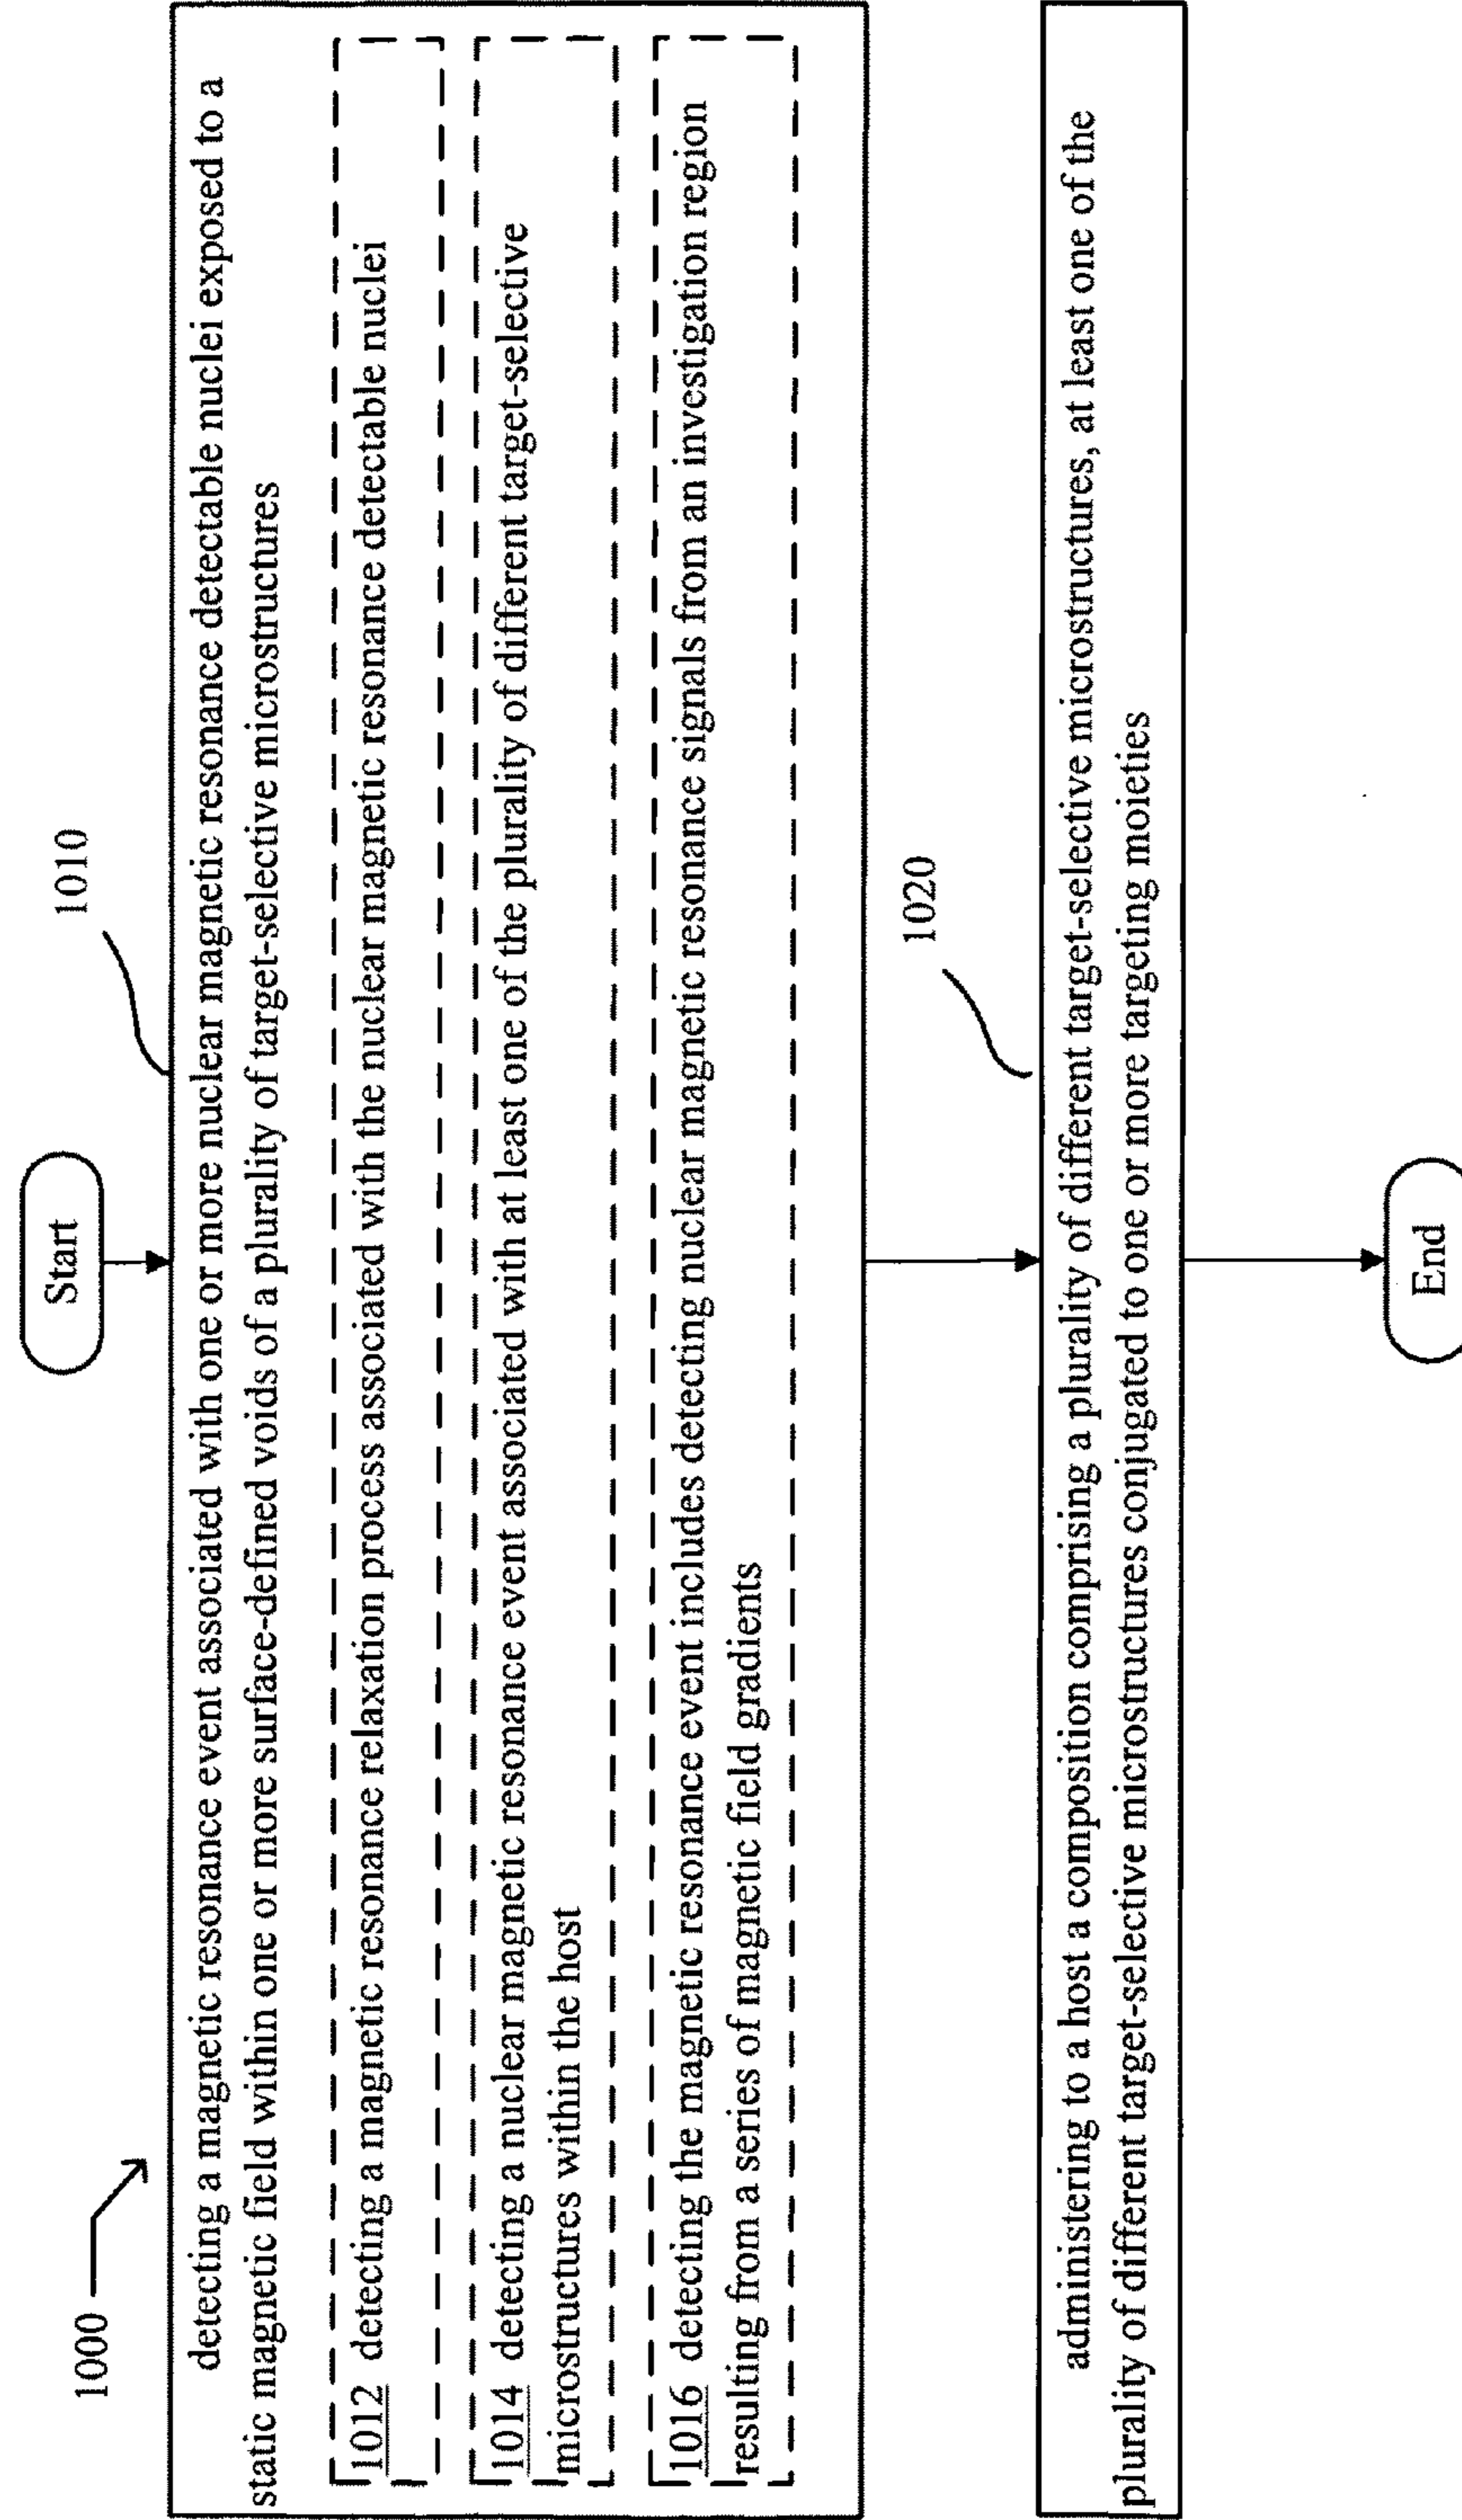 1000
Start
1010
detecting a magnetic resonance event associated with one or more nuclear magnetic resonance detectable nuclei exposed to a
static magnetic field within one or more surface-defined voids of a plurality of target-selective microstructures
1012 detecting a magnetic resonance relaxation process associated with the nuclear magnetic resonance detectable nuclei
1014 detecting a nuclear magnetic resonance event associated with at least one of the plurality of different target-selective
microstructures within the host
1016 detecting the magnetic resonance event includes detecting nuclear magnetic resonance signals from an investigation region
resulting from a series of magnetic field gradients
1020
administering to a host a composition comprising a plurality of different target-selective microstructures, at least one of the
plurality of different target-selective microstructures conjugated to one or more targeting moieties
End